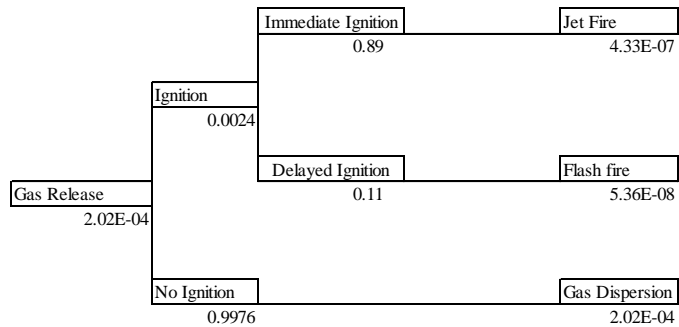 Immediate Ignition
Jet Fire
0.89
4.33E-07
Ignition
0.0024
Delayed Ignition
Flash fire
0.11
5.36E-08
Gas Release
2.02E-04
No Ignition
Gas Dispersion
0.9976
2.02E-04